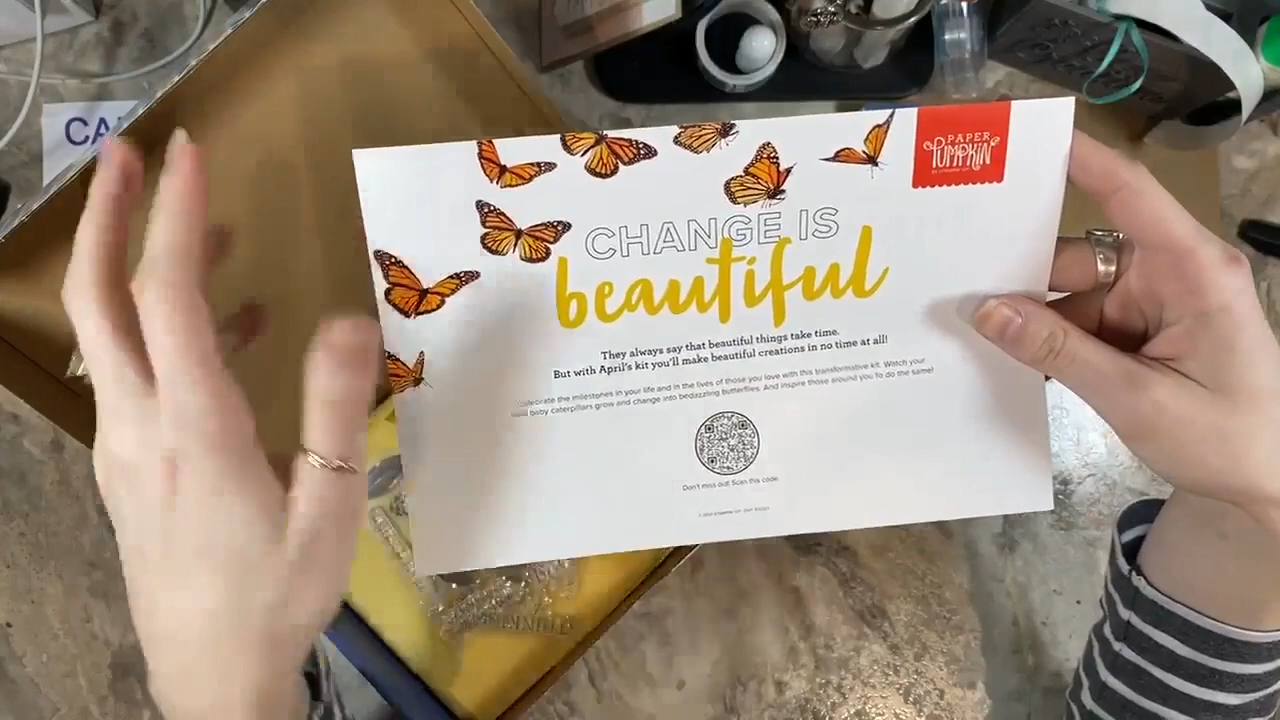 CA
PAPER
PUMPKIN
CHANGE IS
beautiful
They always say that beautiful things take time.
But with April's kit you'll make beautiful creations in no time at all!
Celebrate the milestones in your life and in the lives of those you love with this transformative kit. Watch your
baby caterpillars grow and change into bedazzling butterflies. And inspire those around you to do the same!
Don't miss out! Scan this code.